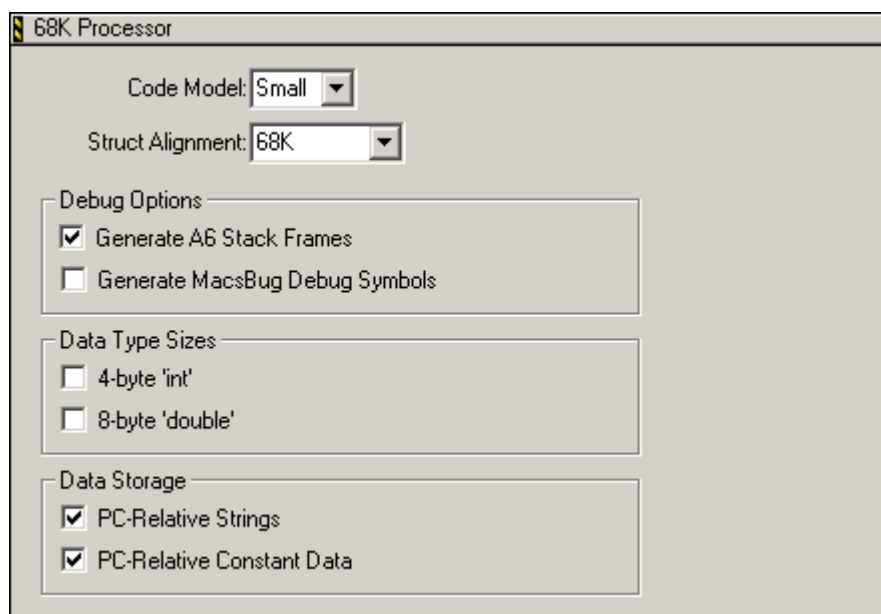 68K Processor
Code Model: Small
Struct Alignment: 68K
Debug Options
Generate A6 Stack Frames
Generate MacsBug Debug Symbols
Data Type Sizes
4-byte 'int'
8-byte 'double'
Data Storage
PC-Relative Strings
PC-Relative Constant Data